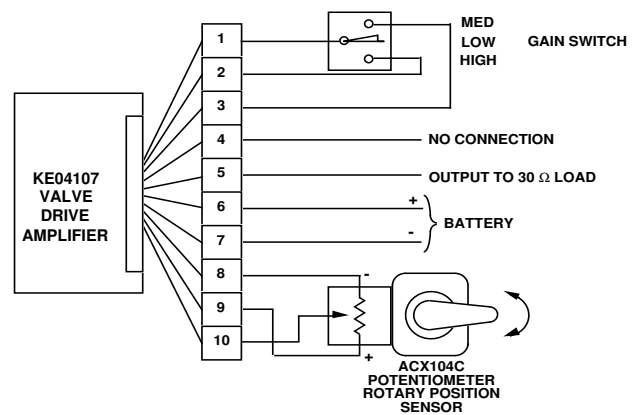 MED
1
LOW
GAIN SWITCH
HIGH
2
3
4
NO CONNECTION
5
OUTPUT TO 30 Ω LOAD
KE04107
VALVE
DRIVE
AMPLIFIER
6
+
BATTERY
7
-
8
-
9
10
+
ACX104C
POTENTIOMETER
ROTARY POSITION
SENSOR